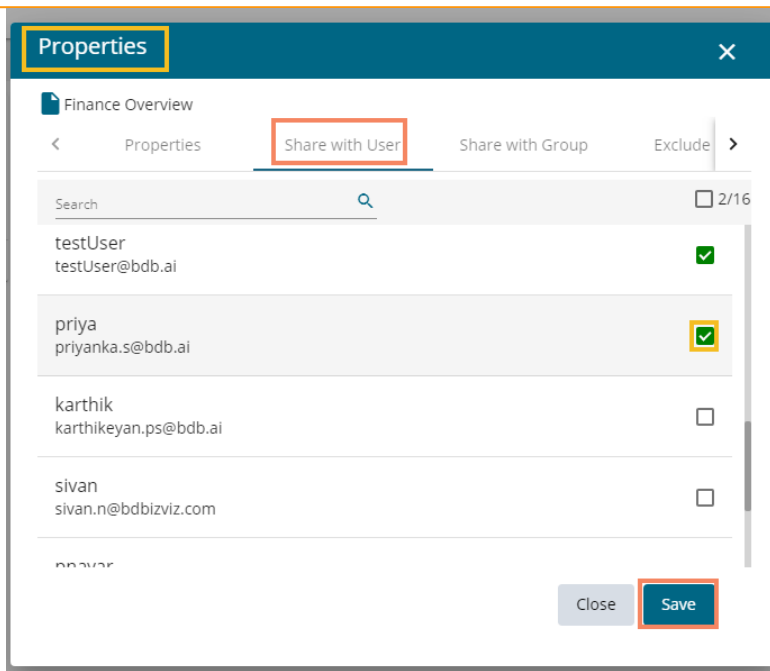 Properties
Finance Overview
Properties Share with User Share with Group Exclude
Search 2/16
testUser
testUser@bdb.ai
priya
priyanka.s@bdb.ai
karthik
karthikeyan.ps@bdb.ai
sivan
sivan.n@bdbizviz.com
Close Save